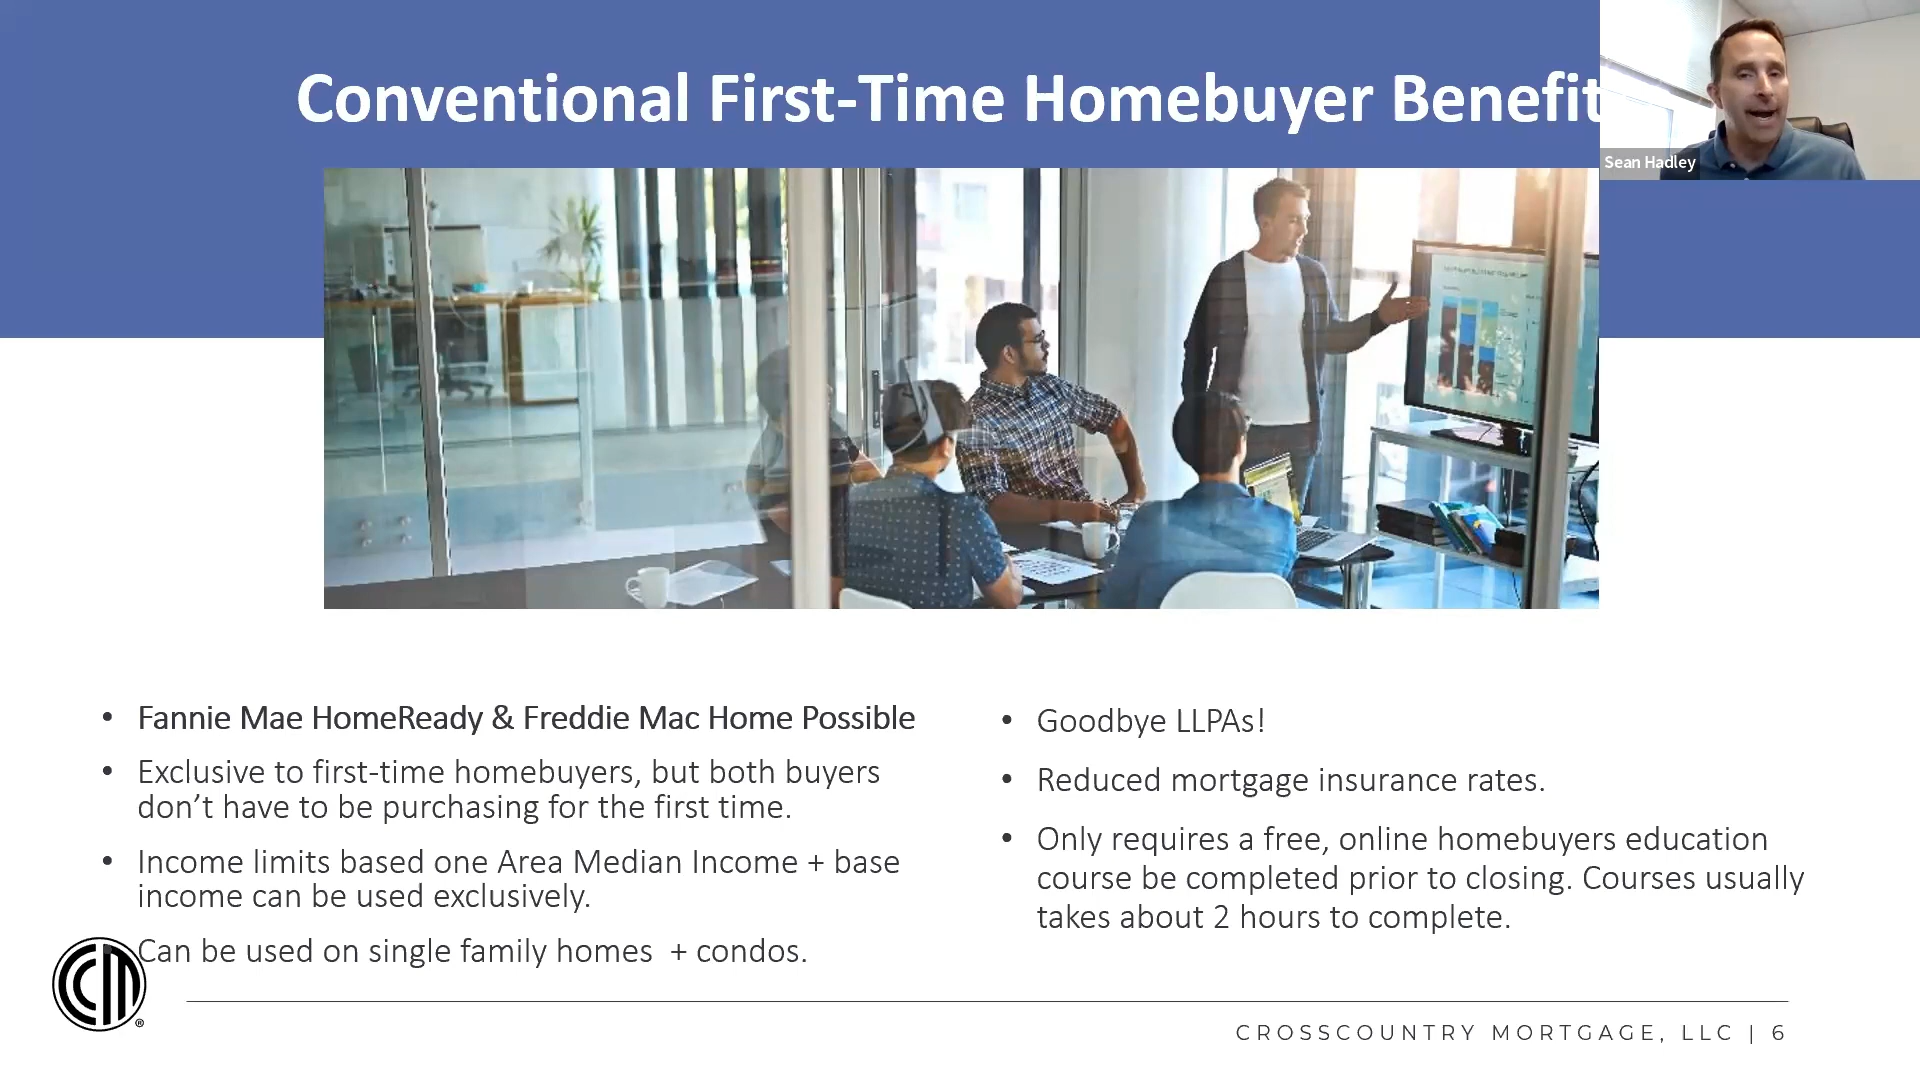 Conventional First-Time Homebuyer Benefit
Sean Hadley
Fannie Mae HomeReady & Freddie Mac Home Possible
Exclusive to first-time homebuyers, but both buyers
don’t have to be purchasing for the first time.
Income limits based one Area Median Income + base
income can be used exclusively.
Can be used on single family homes + condos.
Goodbye LLPAs!
Reduced mortgage insurance rates.
Only requires a free, online homebuyers education
course be completed prior to closing. Courses usually
takes about 2 hours to complete.
CM®
CROSSCOUNTRY MORTGAGE, LLC | 6